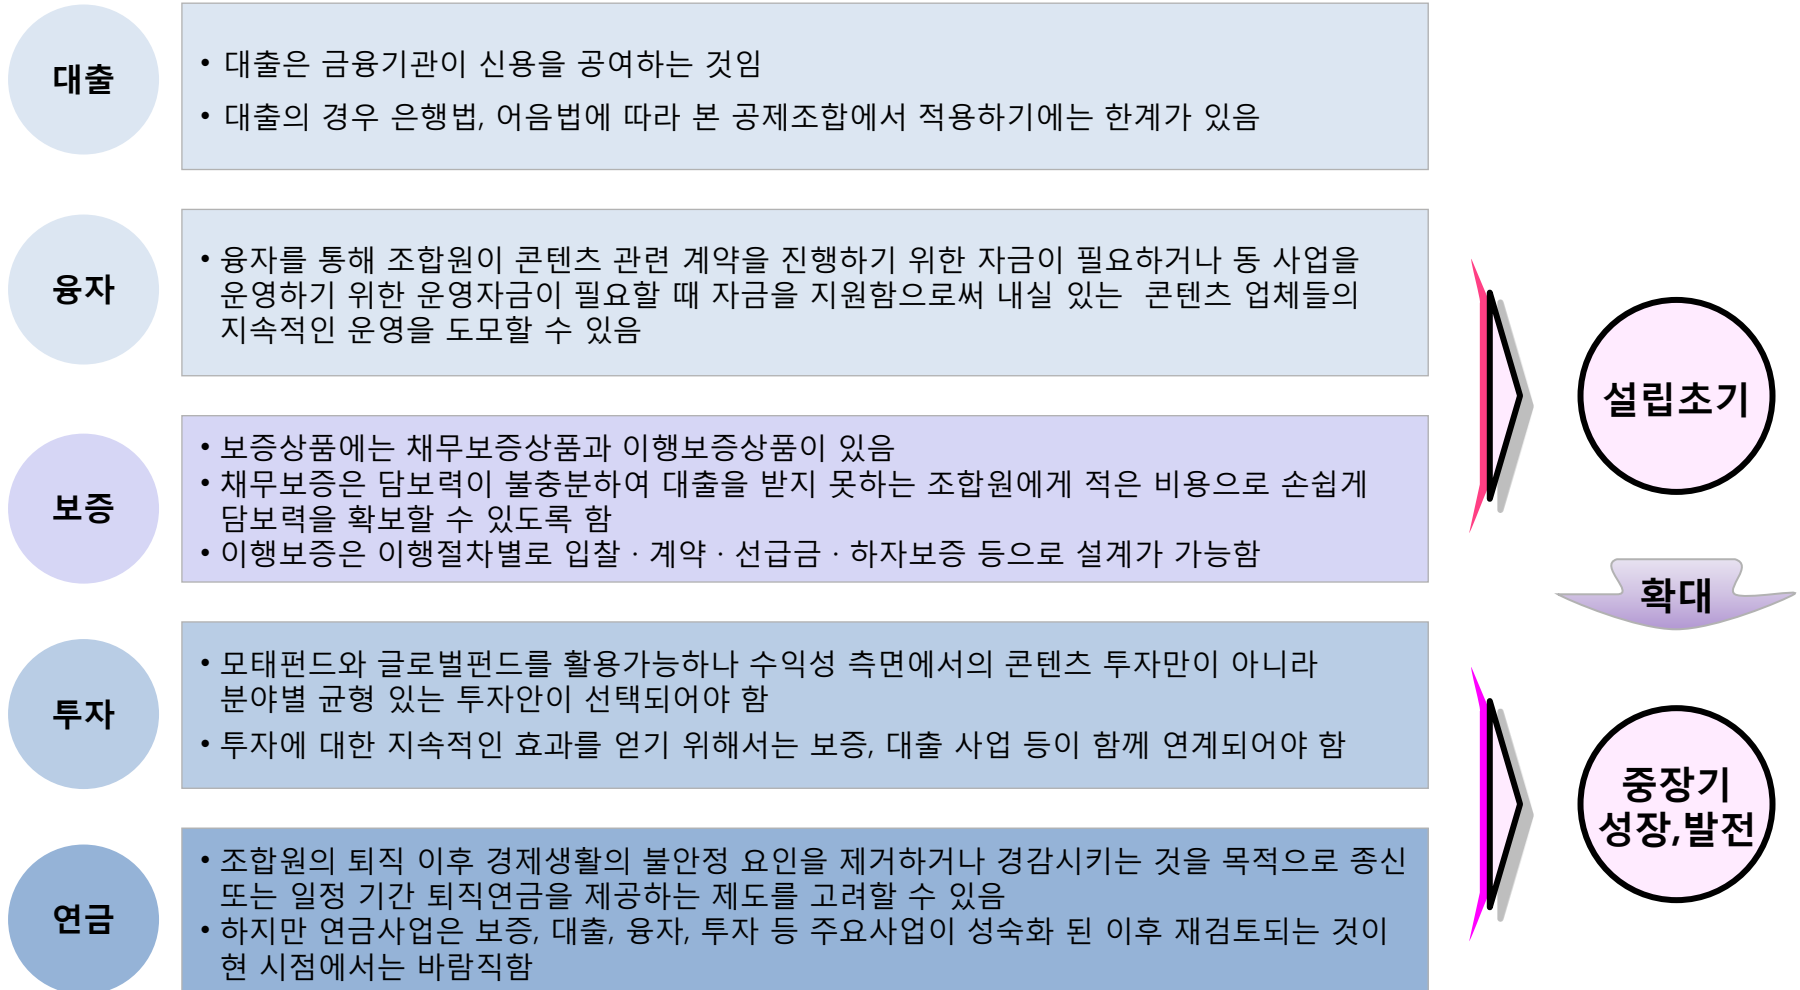 대출
• 대출은 금융기관이 신용을 공여하는 것임
• 대출의 경우 은행법, 어음법에 따라 본 공제조합에서 적용하기에는 한계가 있음
융자
• 융자를 통해 조합원이 콘텐츠 관련 계약을 진행하기 위한 자금이 필요하거나 동 사업을
운영하기 위한 운영자금이 필요할 때 자금을 지원함으로써 내실 있는 콘텐츠 업체들의
지속적인 운영을 도모할 수 있음
보증
• 보증상품에는 채무보증상품과 이행보증상품이 있음
• 채무보증은 담보력이 불충분하여 대출을 받지 못하는 조합원에게 적은 비용으로 손쉽게
담보력을 확보할 수 있도록 함
• 이행보증은 이행절차별로 입찰 · 계약 · 선급금 · 하자보증 등으로 설계가 가능함
투자
• 모태펀드와 글로벌펀드를 활용가능하나 수익성 측면에서의 콘텐츠 투자만이 아니라
분야별 균형 있는 투자안이 선택되어야 함
• 투자에 대한 지속적인 효과를 얻기 위해서는 보증, 대출 사업 등이 함께 연계되어야 함
연금
• 조합원의 퇴직 이후 경제생활의 불안정 요인을 제거하거나 경감시키는 것을 목적으로 종신
또는 일정 기간 퇴직연금을 제공하는 제도를 고려할 수 있음
• 하지만 연금사업은 보증, 대출, 융자, 투자 등 주요사업이 성숙화 된 이후 재검토되는 것이
현 시점에서는 바람직함
설립초기
확대
중장기
성장,발전